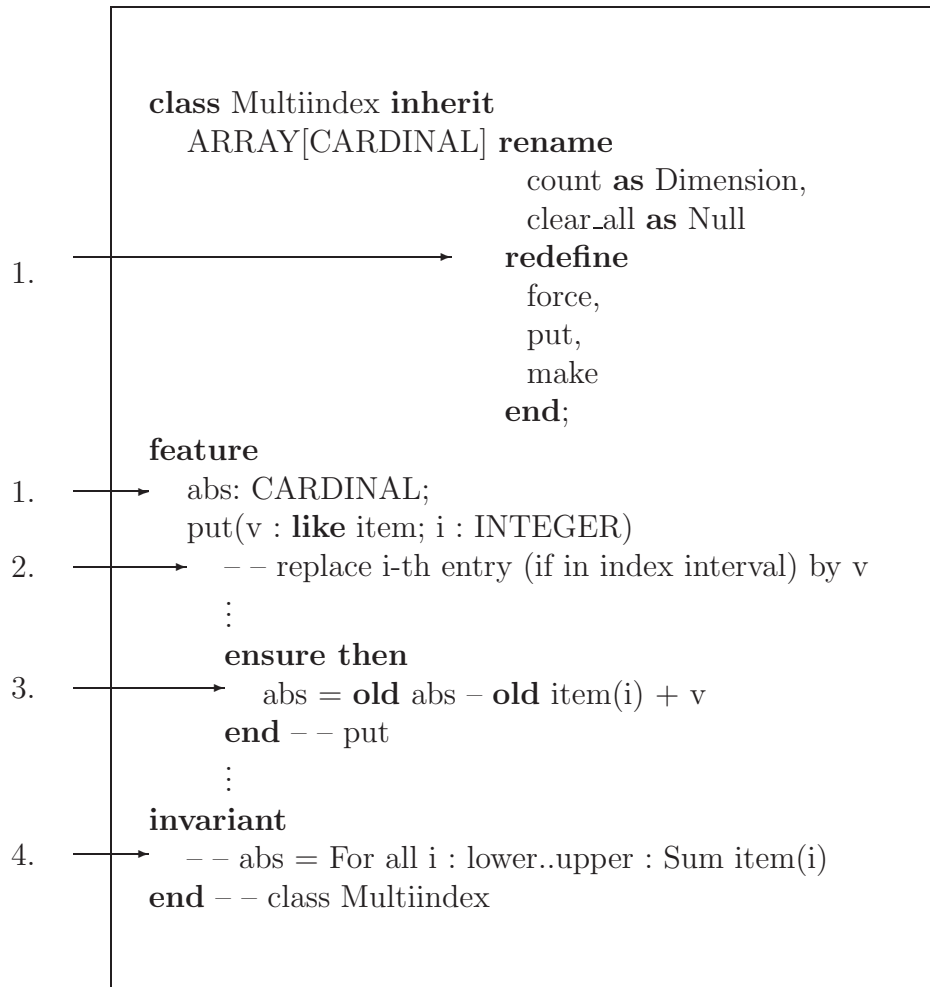 class Multiindex inherit
ARRAY[CARDINAL] rename
count as Dimension,
clear_all as Null
1. redefine
force,
put,
make
end;
feature
1. abs: CARDINAL;
put(v : like item; i : INTEGER)
2. – – replace i-th entry (if in index interval) by v
⋮
ensure then
3. abs = old abs – old item(i) + v
end – – put
⋮
invariant
4. – – abs = For all i : lower..upper : Sum item(i)
end – – class Multiindex